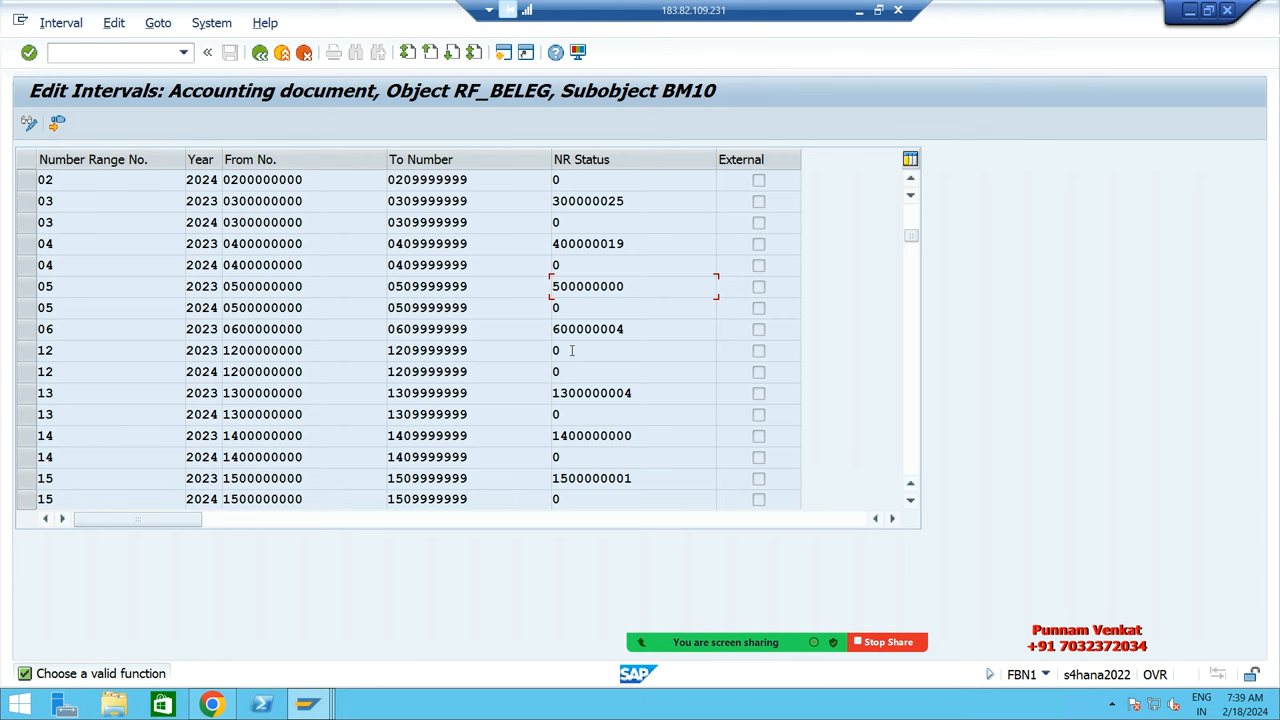 183.82.109.231
Interval Edit Goto System Help
Edit Intervals: Accounting document, Object RF_BELEG, Subobject BM10
Number Range No. Year From No. To Number NR Status External
02 2024 0200000000 0209999999 0
03 2023 0300000000 0309999999 300000025
03 2024 0300000000 0309999999 0
04 2023 0400000000 0409999999 400000019
04 2024 0400000000 0409999999 0
05 2023 0500000000 0509999999 500000000
05 2024 0500000000 0509999999 0
06 2023 0600000000 0609999999 600000004
12 2023 1200000000 1209999999 0
12 2024 1200000000 1209999999 0
13 2023 1300000000 1309999999 1300000004
13 2024 1300000000 1309999999 0
14 2023 1400000000 1409999999 1400000000
14 2024 1400000000 1409999999 0
15 2023 1500000000 1509999999 1500000001
15 2024 1500000000 1509999999 0
Punnam Venkat
+91 7032372034
You are screen sharing Stop Share
Choose a valid function SAP FBN1 s4hana2022 OVR
ENG 7:39 AM
IN 2/18/2024